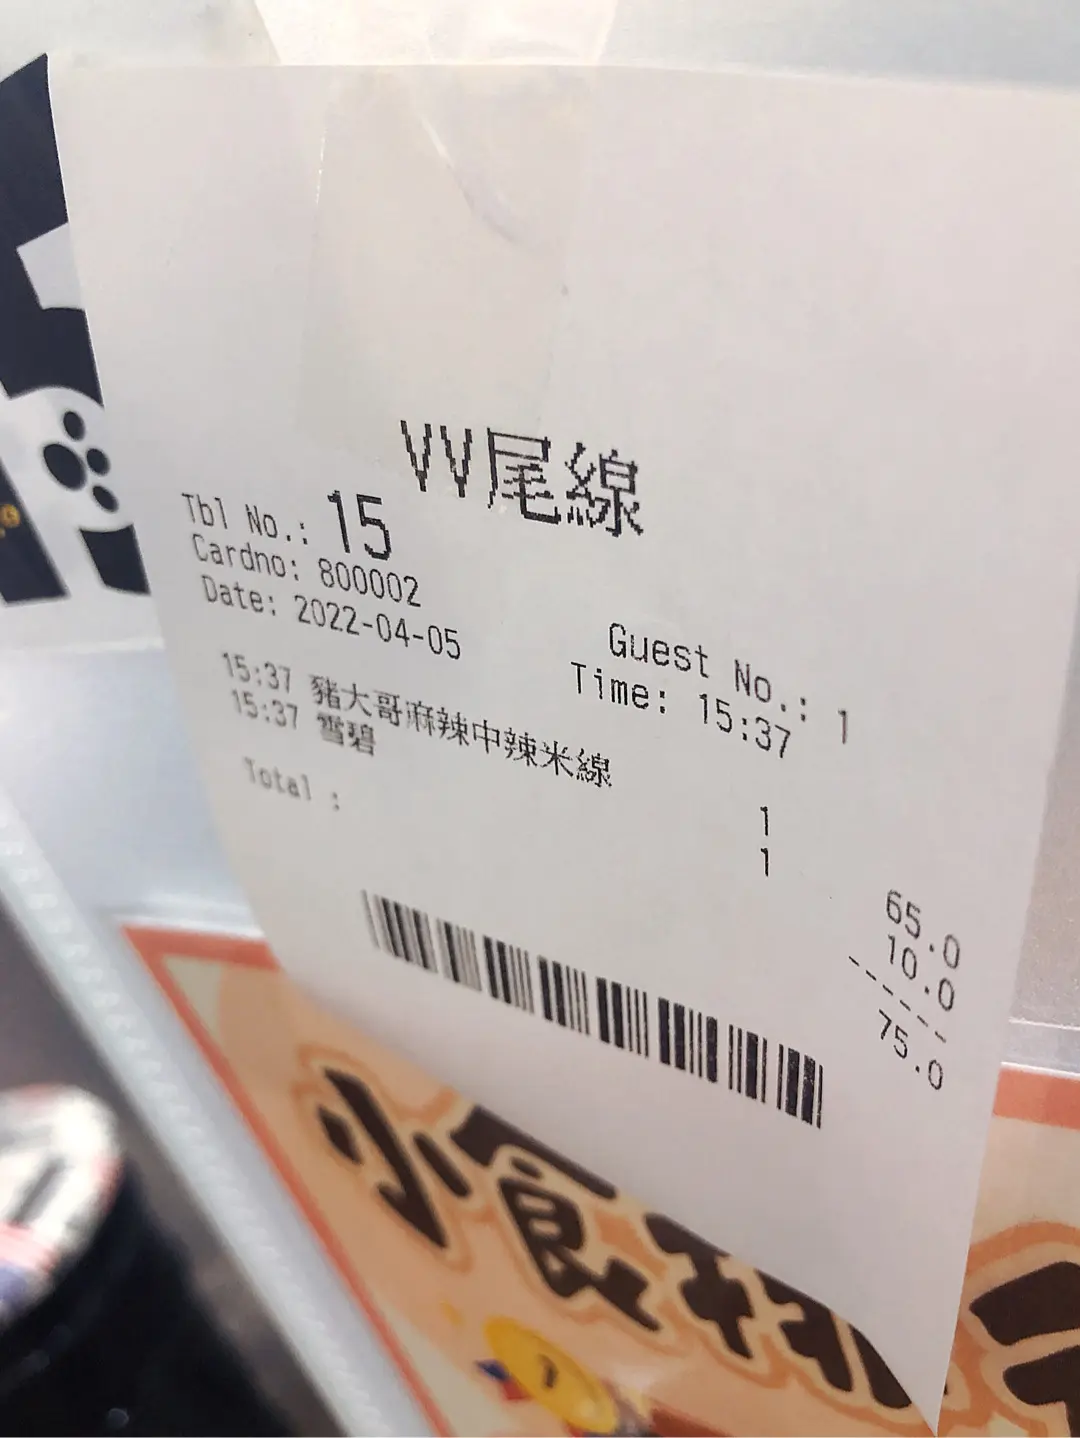 VV尾線
Tbl No.: 15
Cardno: 800002
Guest No.: 1
Date: 2022-04-05
Time: 15:37
15:37 豬大哥麻辣中辣米線 1 65.0
15:37 雪碧 1 10.0
------
Total : 75.0
小食